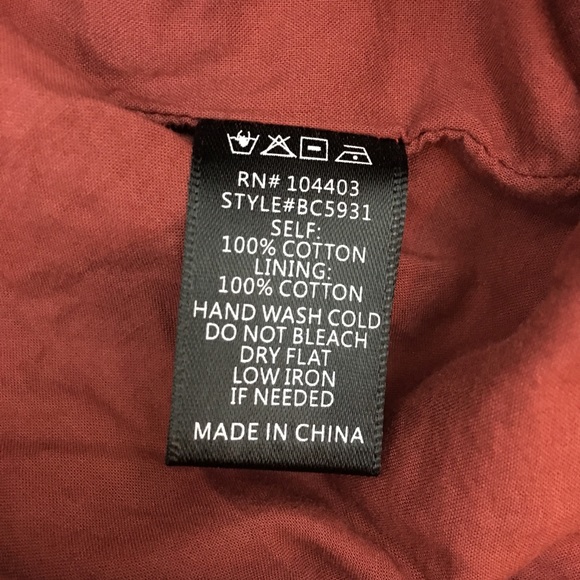 RN# 104403
STYLE#BC5931
SELF:
100% COTTON
LINING:
100% COTTON
HAND WASH COLD
DO NOT BLEACH
DRY FLAT
LOW IRON
IF NEEDED
MADE IN CHINA